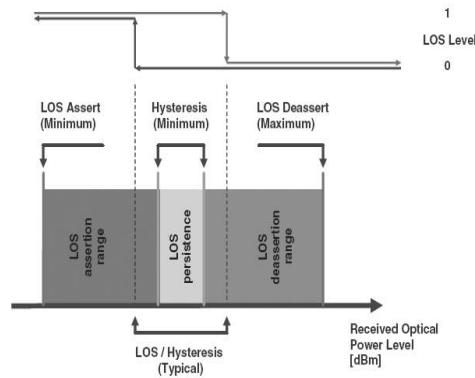 1
LOS Level
0
LOS Assert
(Minimum)
Hysteresis
(Minimum)
LOS Deassert
(Maximum)
LOS
assertion
range
LOS
persistence
LOS
deassertion
range
Received Optical
Power Level
[dBm]
LOS / Hysteresis
(Typical)